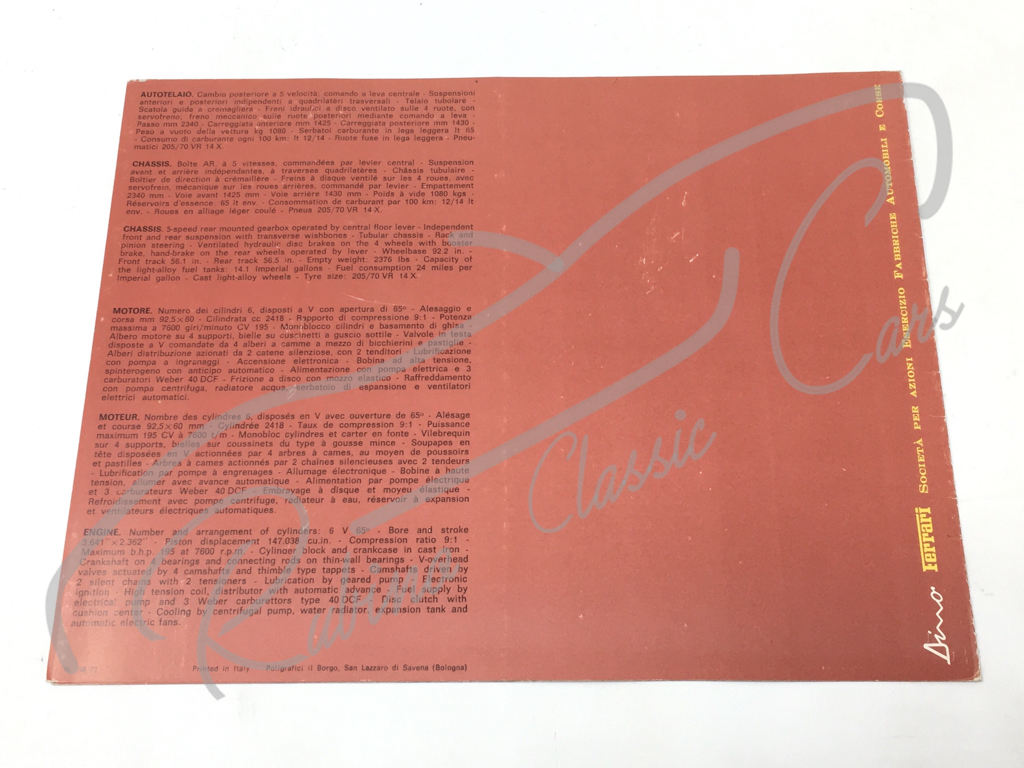 AUTOTELAIO. Cambio posteriore a 5 velocità; comando a leva centrale - Sospensioni
anteriori e posteriori indipendenti a quadrilateri trasversali - Telaio tubolare -
Scatola guida a cremagliera - Freni idraulici a disco ventilato sulle 4 ruote, con
servofreno; freno meccanico sulle ruote posteriori mediante comando a leva -
Passo mm 2340 - Carreggiata anteriore mm 1425 - Carreggiata posteriore mm 1430 -
Peso a vuoto della vettura kg 1080 - Serbatoi carburante in lega leggera lt 65
- Consumo di carburante ogni 100 km: lt 12/14 - Ruote fuse in lega leggera - Pneu-
matici 205/70 VR 14 X.
CHASSIS. Boîte AR. à 5 vitesses, commandées par levier central - Suspension
avant et arrière indépendantes, à traverses quadrilatères - Châssis tubulaire -
Boîtier de direction à crémaillère - Freins à disque ventilé sur les 4 roues, avec
servofrein, mécanique sur les roues arrières, commandé par levier - Empattement
2340 mm - Voie avant 1425 mm - Voie arrière 1430 mm - Poids à vide 1080 kgs -
Réservoirs d'essence: 65 lt env. - Consommation de carburant par 100 km: 12/14 lt
env. - Roues en alliage léger coulé - Pneus 205/70 VR 14 X.
CHASSIS. 5-speed rear mounted gearbox operated by central floor lever - Independent
front and rear suspension with transverse wishbones - Tubular chassis - Rack and
pinion steering - Ventilated hydraulic disc brakes on the 4 wheels with booster
brake, hand-brake on the rear wheels operated by lever - Wheelbase 92.2 in. -
Front track 56.1 in. - Rear track 56.5 in. - Empty weight: 2376 lbs - Capacity of
the light-alloy fuel tanks: 14.1 Imperial gallons - Fuel consumption 24 miles per
Imperial gallon - Cast light-alloy wheels - Tyre size: 205/70 VR 14 X.
MOTORE. Numero dei cilindri 6, disposti a V con apertura di 65° - Alesaggio e
corsa mm 92,5×60 - Cilindrata cc 2418 - Rapporto di compressione 9:1 - Potenza
massima a 7600 giri/minuto CV 195 - Monoblocco cilindri e basamento di ghisa -
Albero motore su 4 supporti, bielle su cuscinetti a guscio sottile - Valvole in testa
disposte a V comandate da 4 alberi a camme a mezzo di bicchierini e pastiglie -
Alberi distribuzione azionati da 2 catene silenziose, con 2 tenditori - Lubrificazione
con pompa a ingranaggi - Accensione elettronica - Bobina ad alta tensione,
spinterogeno con anticipo automatico - Alimentazione con pompa elettrica e 3
carburatori Weber 40 DCF - Frizione a disco con mozzo elastico - Raffreddamento
con pompa centrifuga, radiatore acqua, serbatoio di espansione e ventilatori
elettrici automatici.
MOTEUR. Nombre des cylindres 6, disposés en V avec ouverture de 65° - Alésage
et course 92,5×60 mm - Cylindrée 2418 - Taux de compression 9:1 - Puissance
maximum 195 CV à 7600 t/m - Monobloc cylindres et carter en fonte - Vilebrequin
sur 4 supports, bielles sur coussinets du type à gousse mince - Soupapes en
tête disposées en V actionnées par 4 arbres à cames, au moyen de poussoirs
et pastilles - Arbres à cames actionnés par 2 chaînes silencieuses avec 2 tendeurs
- Lubrification par pompe à engrenages - Allumage électronique - Bobine à haute
tension, allumer avec avance automatique - Alimentation par pompe électrique
et 3 carburateurs Weber 40 DCF - Embrayage à disque et moyeu élastique -
Refroidissement avec pompe centrifuge, radiateur à eau, réservoir à expansion
et ventilateurs électriques automatiques.
ENGINE. Number and arrangement of cylinders: 6 V 65° - Bore and stroke
3.641"×2.362" - Piston displacement 147.038 cu.in. - Compression ratio 9:1 -
Maximum b.h.p. 195 at 7600 r.p.m. - Cylinder block and crankcase in cast iron -
Crankshaft on 4 bearings and connecting rods on thin-wall bearings - V-overhead
valves actuated by 4 camshafts and thimble type tappets - Camshafts driven by
2 silent chains with 2 tensioners - Lubrication by geared pump - Electronic
ignition - High tension coil, distributor with automatic advance - Fuel supply by
electrical pump and 3 Weber carburettors type 40 DCF - Disc clutch with
cushion center - Cooling by centrifugal pump, water radiator, expansion tank and
automatic electric fans.
Printed in Italy - Poligrafici il Borgo, San Lazzaro di Savena (Bologna)
Dino Ferrari SOCIETÀ PER AZIONI ESERCIZIO FABBRICHE AUTOMOBILI E CORSE
Classic
Cars